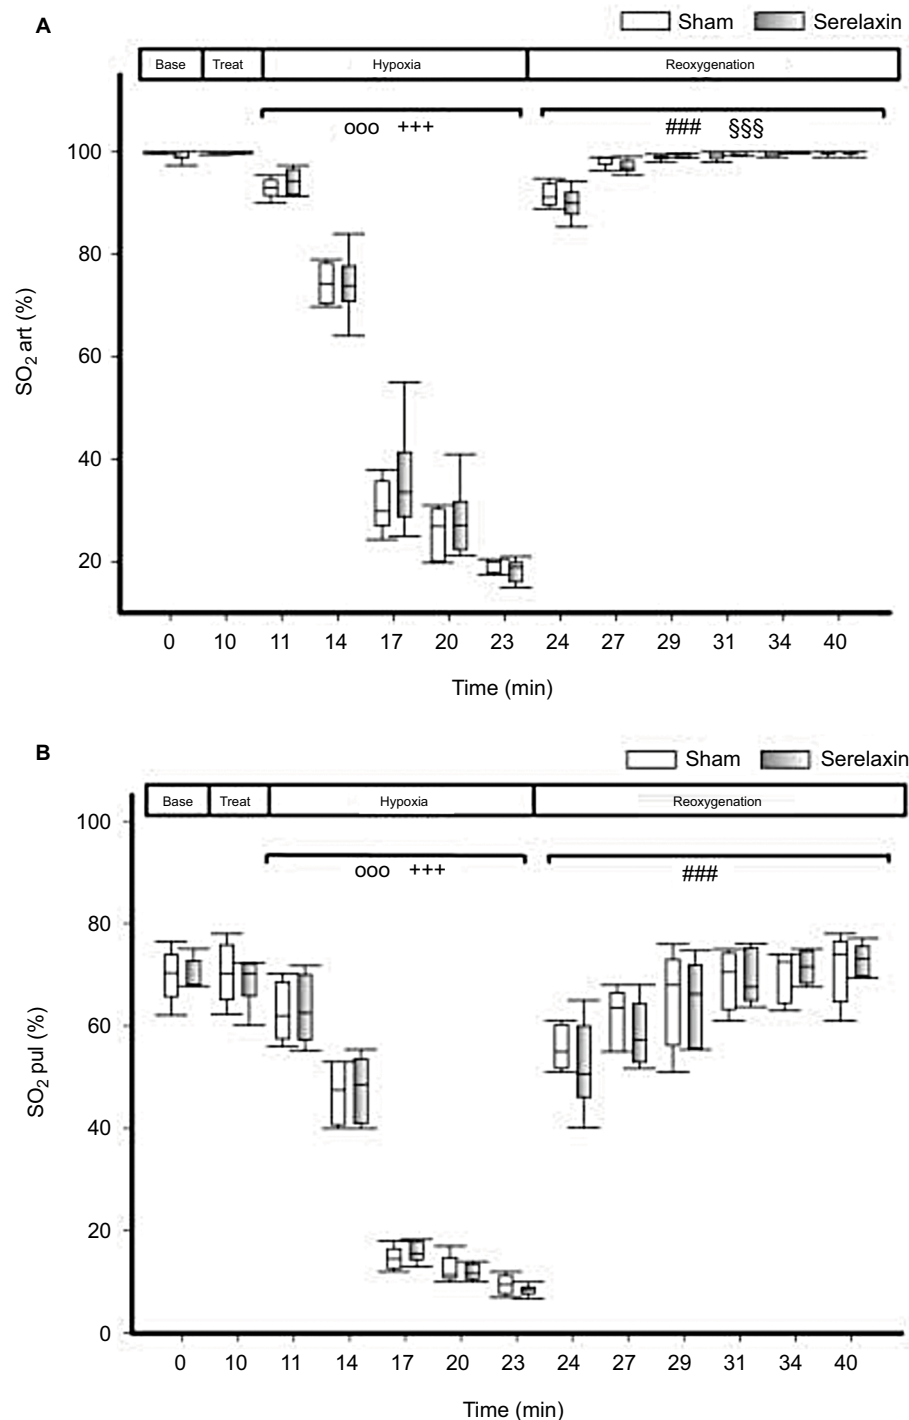 A
Sham Serelaxin
Base Treat Hypoxia Reoxygenation
ooo +++ ### §§§
100
80
60
40
20
SO2 art (%)
0 10 11 14 17 20 23 24 27 29 31 34 40
Time (min)
B
Sham Serelaxin
Base Treat Hypoxia Reoxygenation
100
ooo +++ ###
80
60
40
20
0
SO2 pul (%)
0 10 11 14 17 20 23 24 27 29 31 34 40
Time (min)